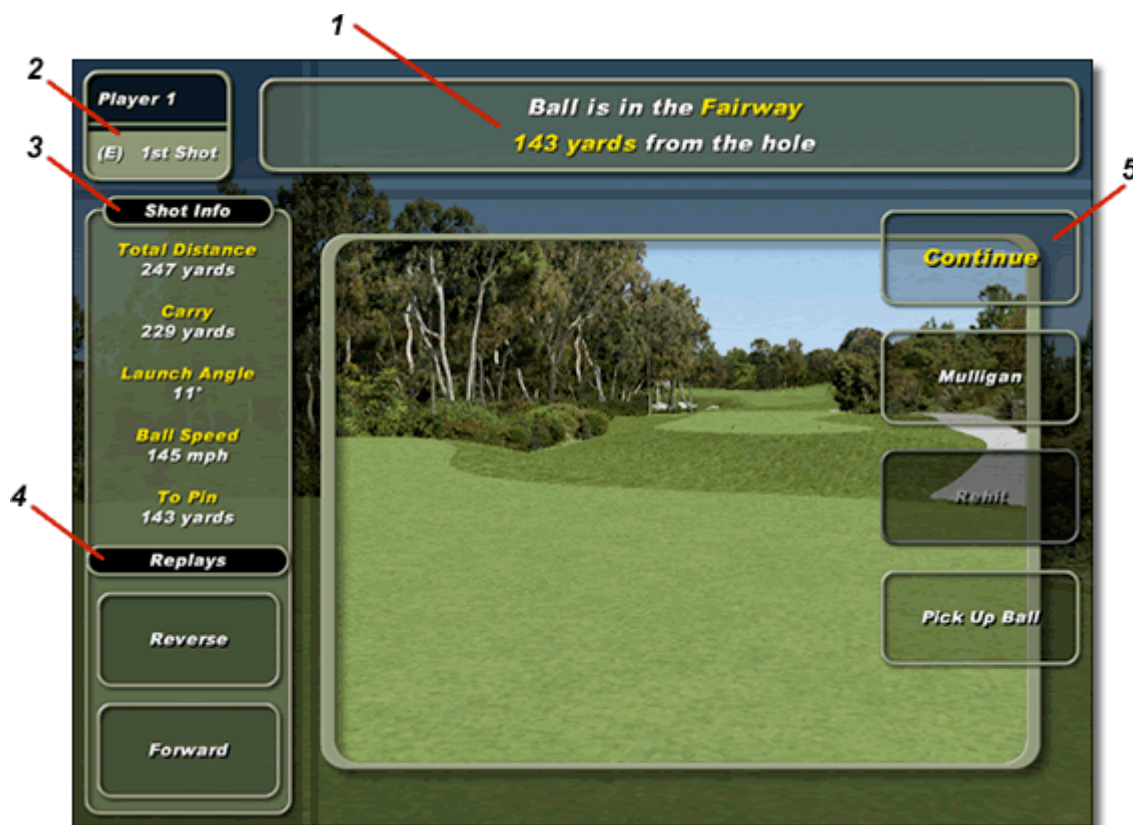 1
2
3
4
5
Player 1
(E) 1st Shot
Ball is in the Fairway
143 yards from the hole
Shot Info
Total Distance
247 yards
Carry
229 yards
Launch Angle
11°
Ball Speed
145 mph
To Pin
143 yards
Replays
Reverse
Forward
Continue
Mulligan
Rehit
Pick Up Ball